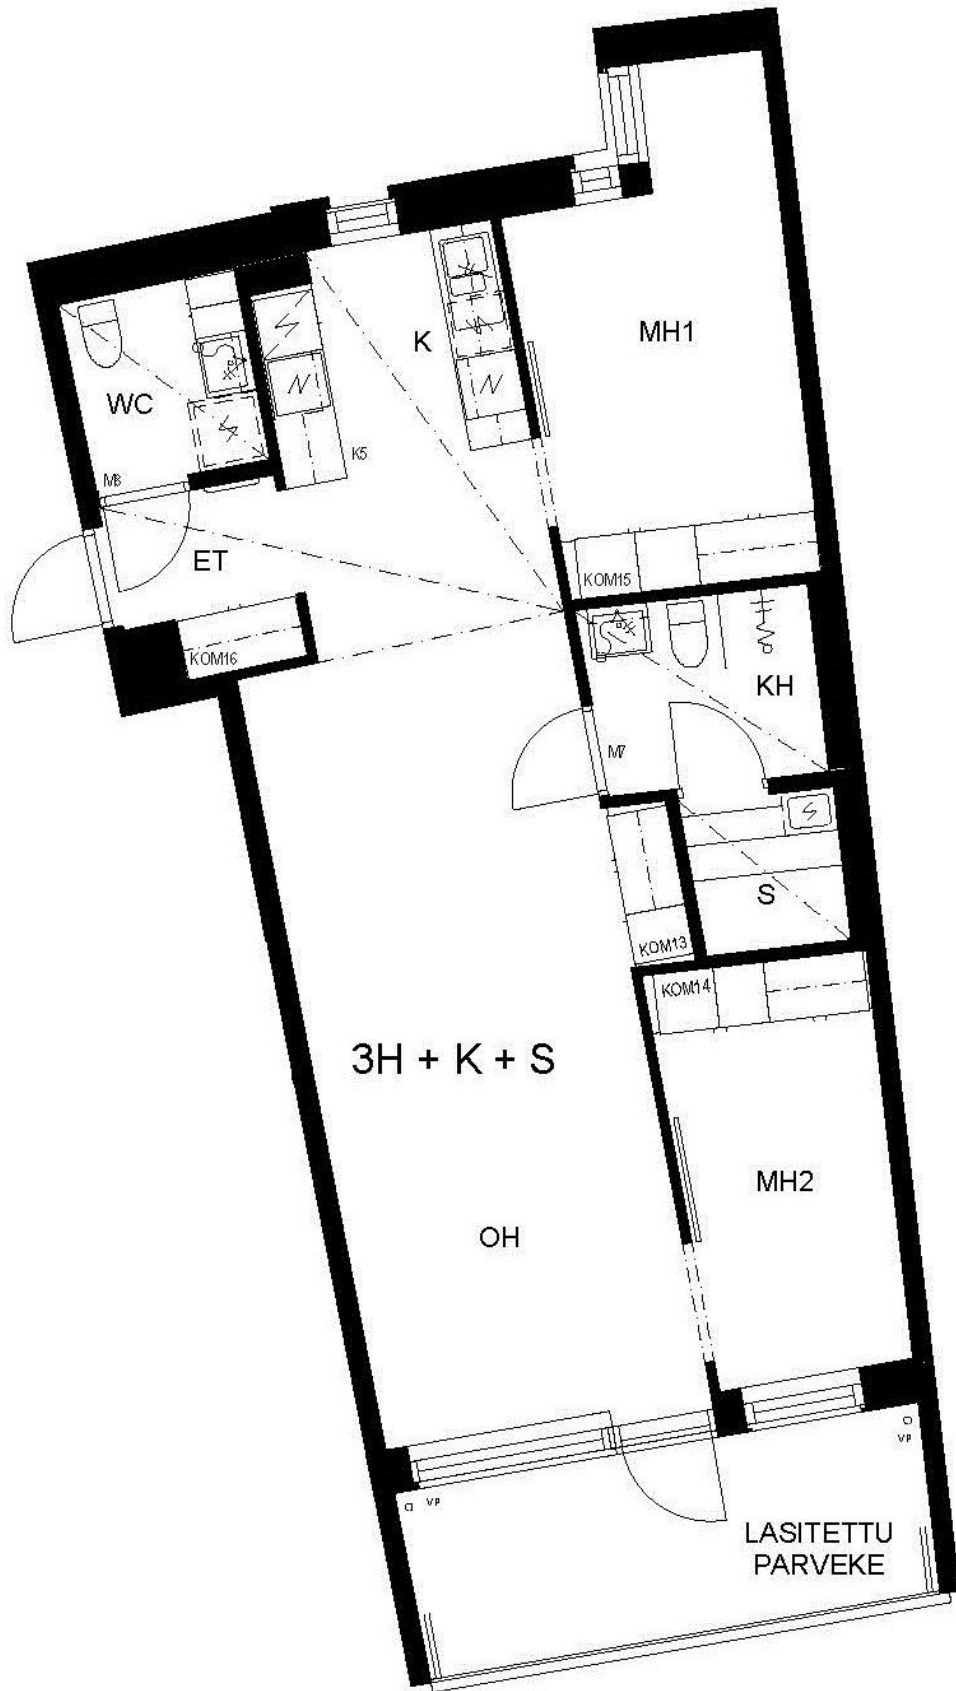 MH1
K
WC
K5
M8
ET
KOM15
KOM16
KH
M7
S
KOM13
KOM14
3H + K + S
MH2
OH
VP
VP
LASITETTU
PARVEKE